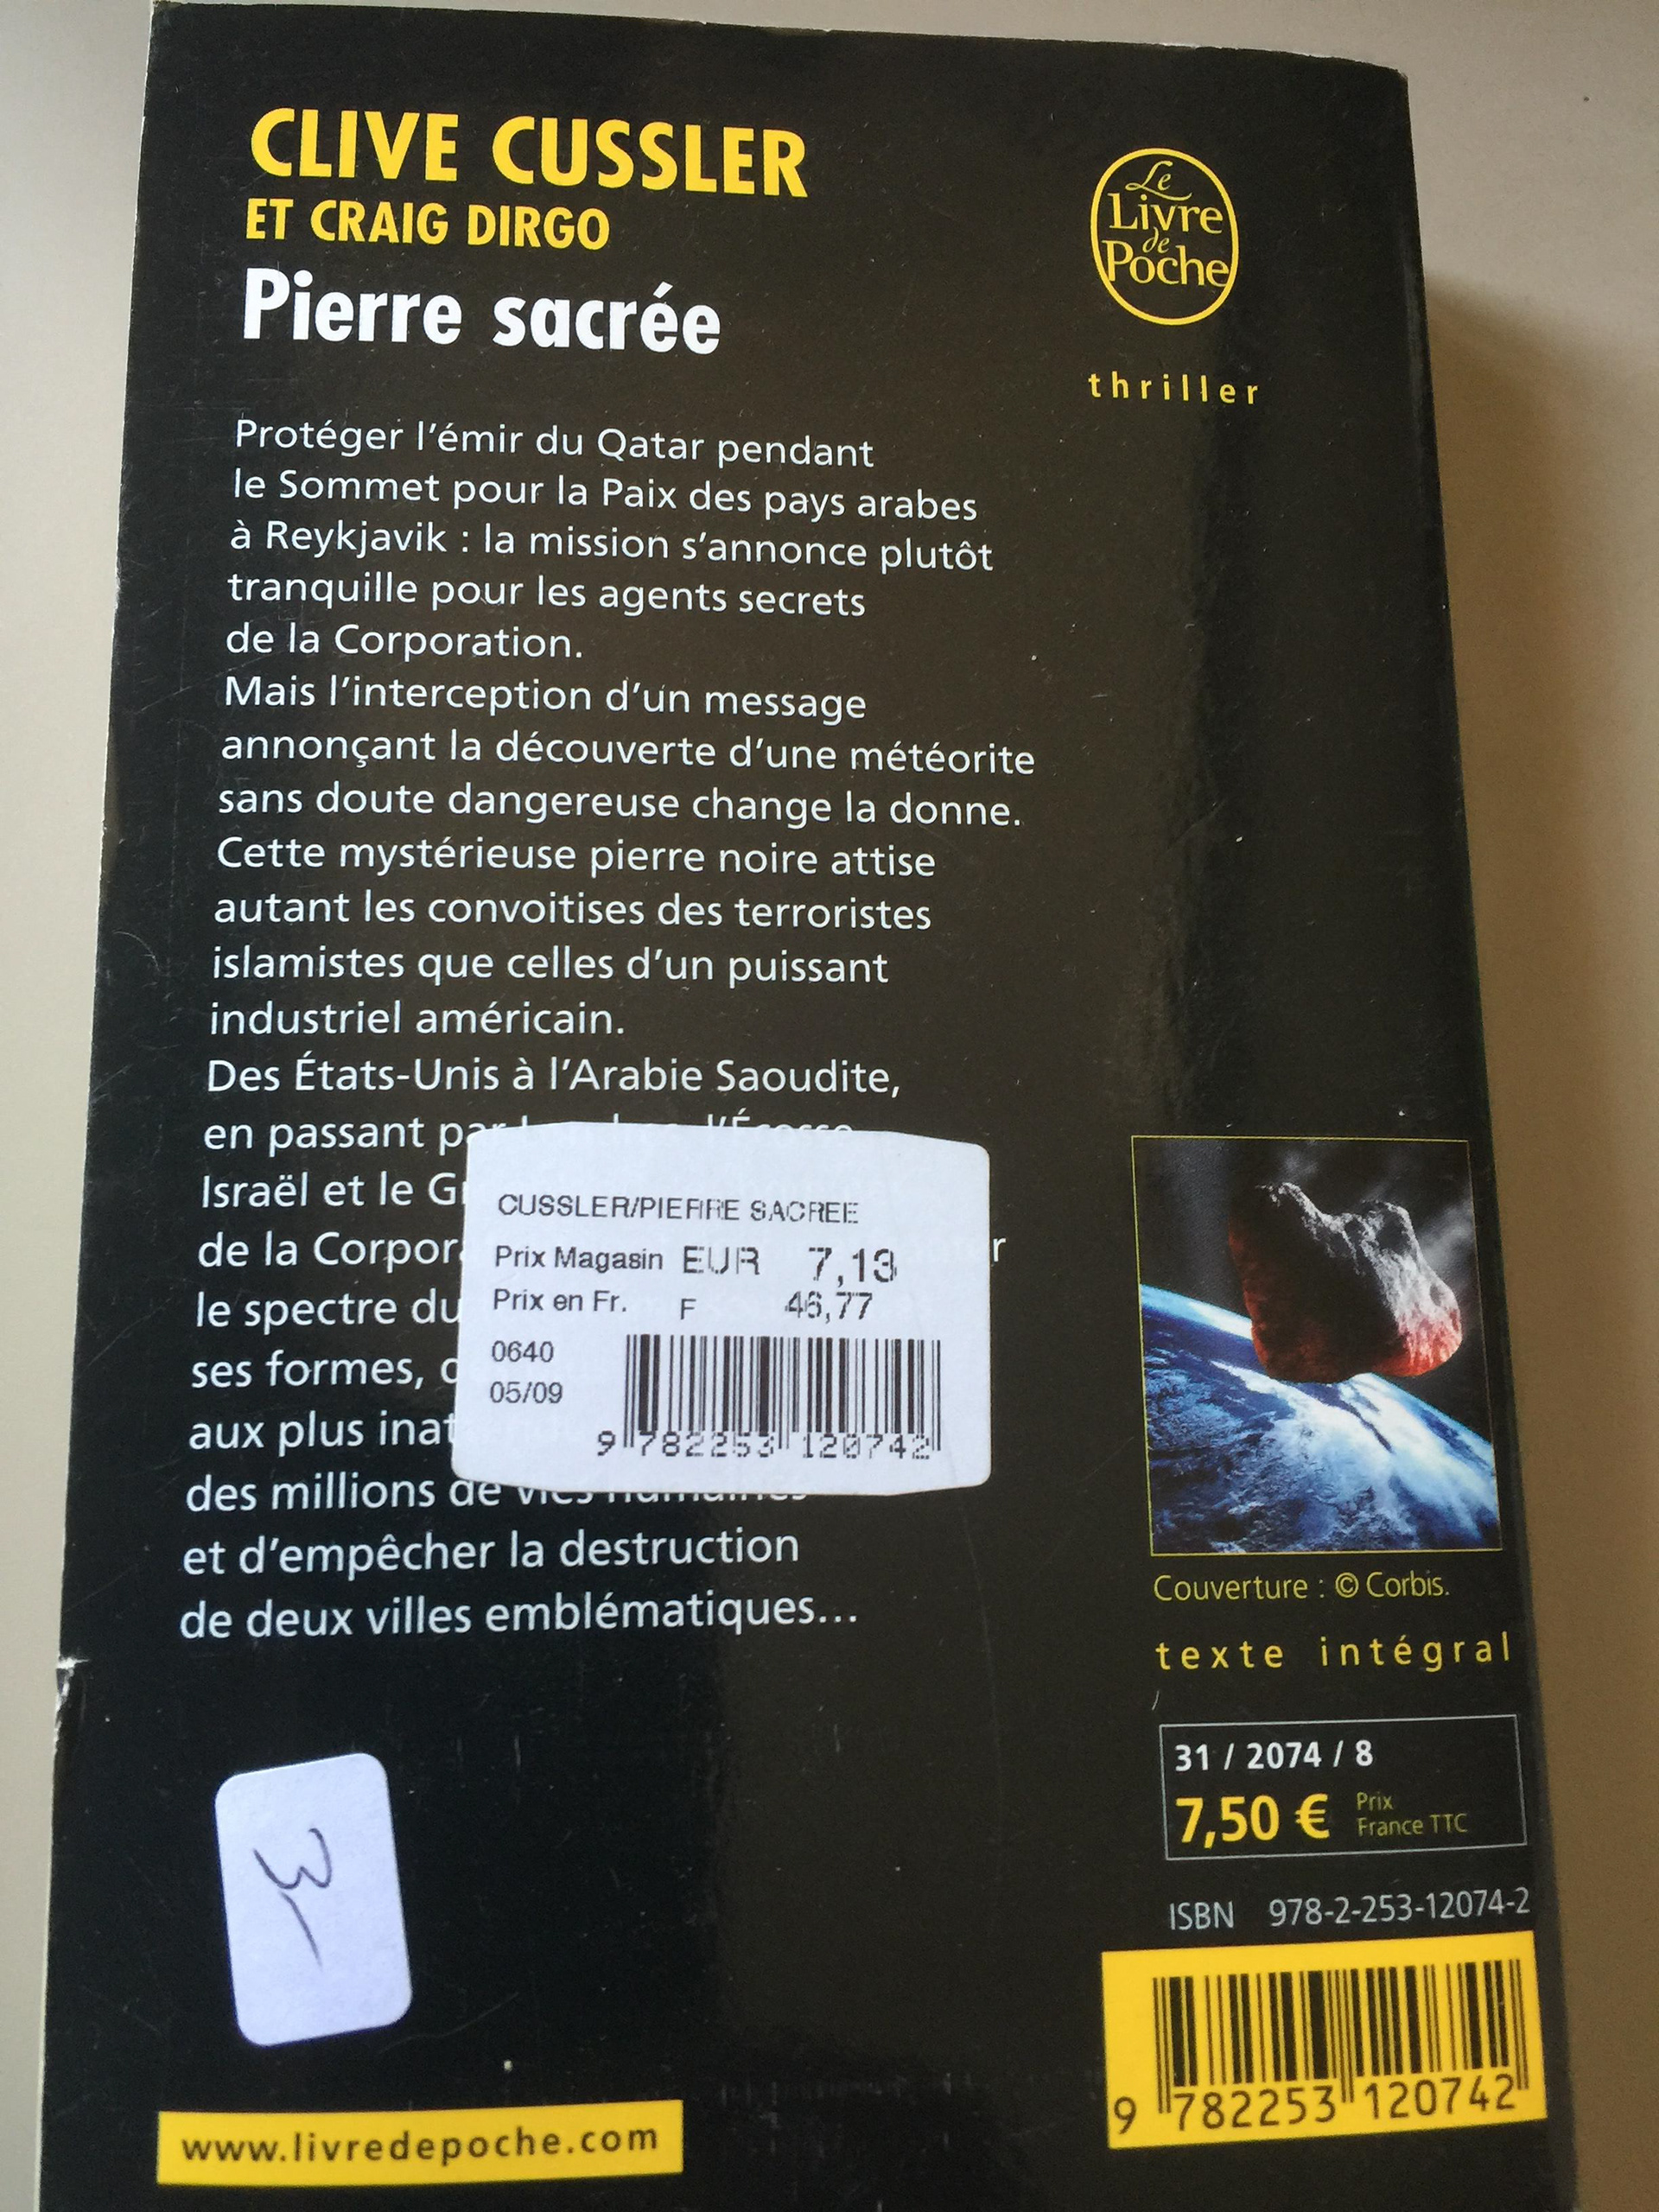 CLIVE CUSSLER
ET CRAIG DIRGO
Pierre sacrée
Le
Livre
de
Poche
thriller
Protéger l'émir du Qatar pendant
le Sommet pour la Paix des pays arabes
à Reykjavik : la mission s'annonce plutôt
tranquille pour les agents secrets
de la Corporation.
Mais l'interception d'un message
annonçant la découverte d'une météorite
sans doute dangereuse change la donne.
Cette mystérieuse pierre noire attise
autant les convoitises des terroristes
islamistes que celles d'un puissant
industriel américain.
Des États-Unis à l'Arabie Saoudite,
en passant
Israël et le
de la
le spectre du
ses formes,
aux plus
des millions de vies humaines
et d'empêcher la destruction
de deux villes emblématiques...
CUSSLER/PIERRE SACREE
Prix Magasin EUR 7,13
Prix en Fr. F 46,77
0640
05/09
9 782253 120742
Couverture : © Corbis.
texte intégral
31 / 2074 / 8
7,50 € Prix
France TTC
ISBN 978-2-253-12074-2
9 782253 120742
3
www.livredepoche.com